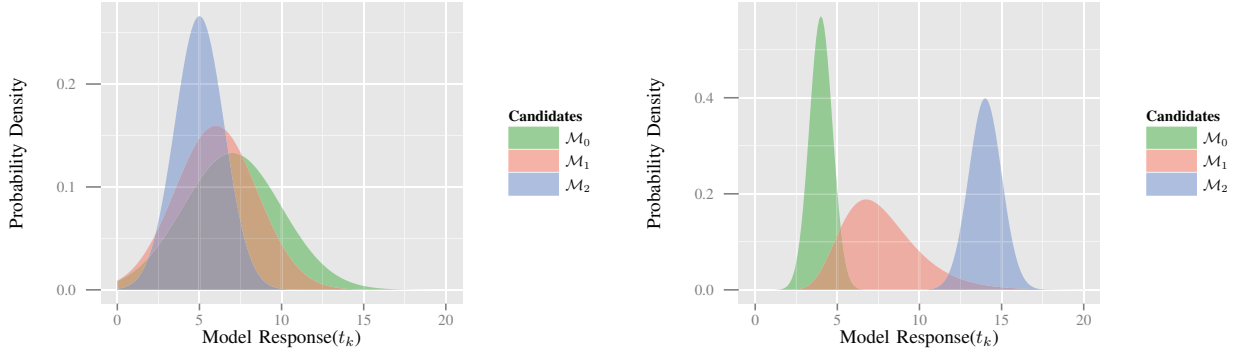 Probability Density
0.2
0.1
0.0
0
5
10
15
20
Model Response(t_k)
Candidates
M_0
M_1
M_2
Probability Density
0.4
0.2
0.0
0
5
10
15
20
Model Response(t_k)
Candidates
M_0
M_1
M_2